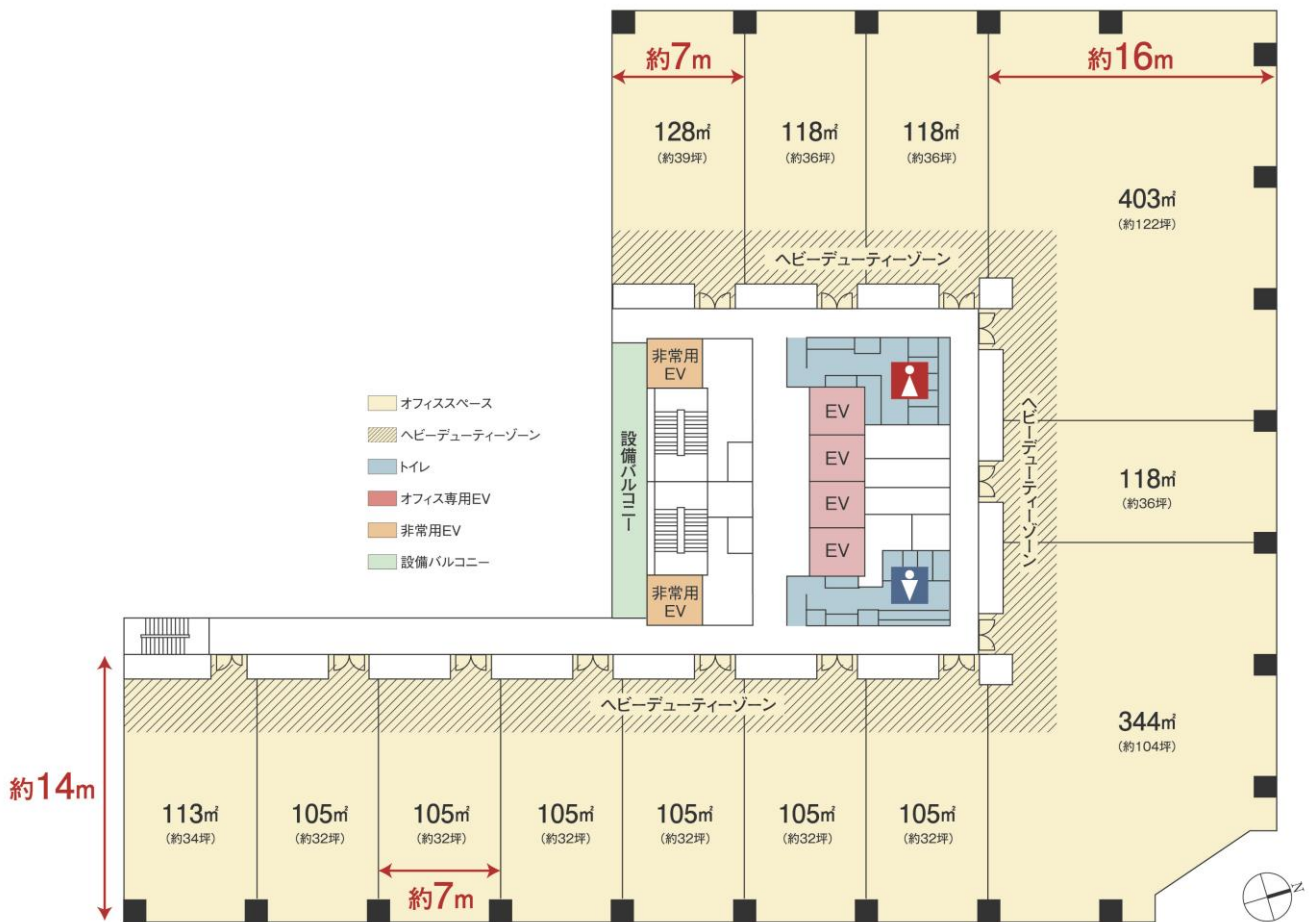 約7m
約16m
128㎡
(約39坪)
118㎡
(約36坪)
118㎡
(約36坪)
403㎡
(約122坪)
ヘビーデューティーゾーン
非常用
EV
EV
EV
EV
EV
非常用
EV
設備バルコニー
ヘビーデューティーゾーン
オフィススペース
ヘビーデューティーゾーン
トイレ
オフィス専用EV
非常用EV
設備バルコニー
118㎡
(約36坪)
344㎡
(約104坪)
ヘビーデューティーゾーン
約14m
113㎡
(約34坪)
105㎡
(約32坪)
105㎡
(約32坪)
105㎡
(約32坪)
105㎡
(約32坪)
105㎡
(約32坪)
105㎡
(約32坪)
約7m
N